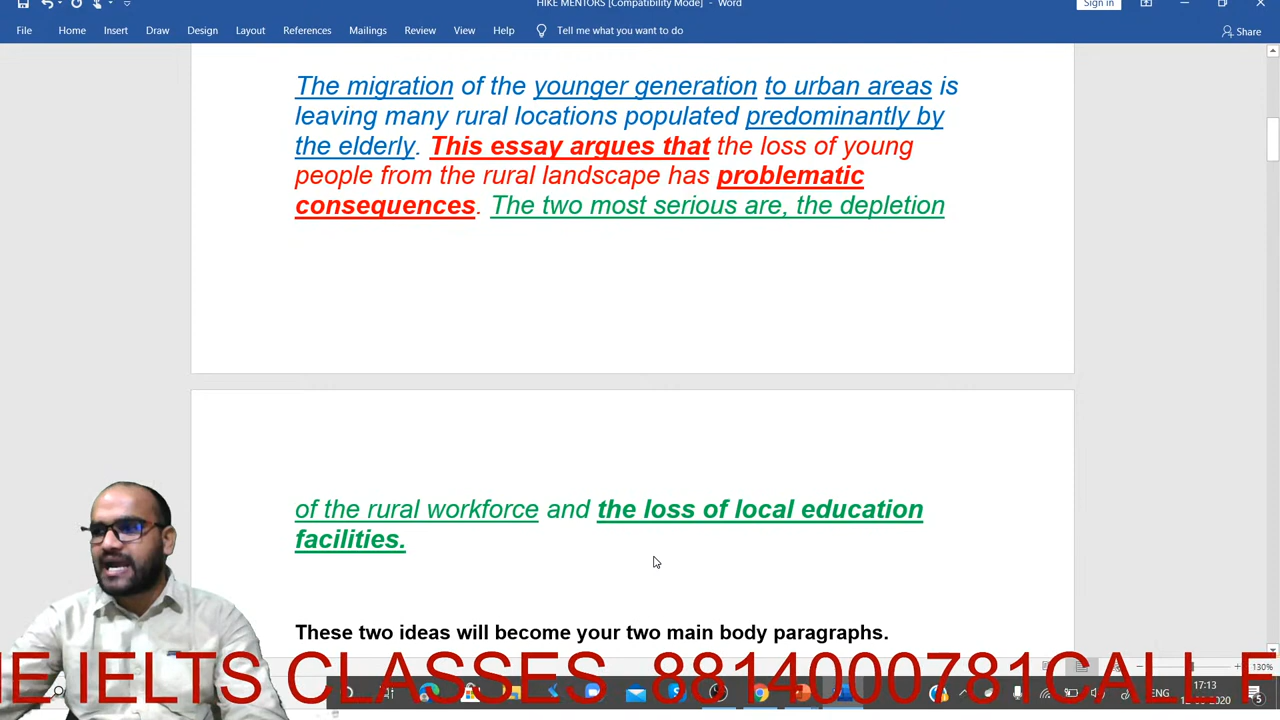 HIKE MENTORS [Compatibility Mode] - Word
Sign in
File Home Insert Draw Design Layout References Mailings Review View Help Tell me what you want to do
Share
The migration of the younger generation to urban areas is
leaving many rural locations populated predominantly by
the elderly. This essay argues that the loss of young
people from the rural landscape has problematic
consequences. The two most serious are, the depletion
of the rural workforce and the loss of local education
facilities.
These two ideas will become your two main body paragraphs.
NE IELTS CLASSES 8814000781CALL F
130%
ENG
17:13
2020
5